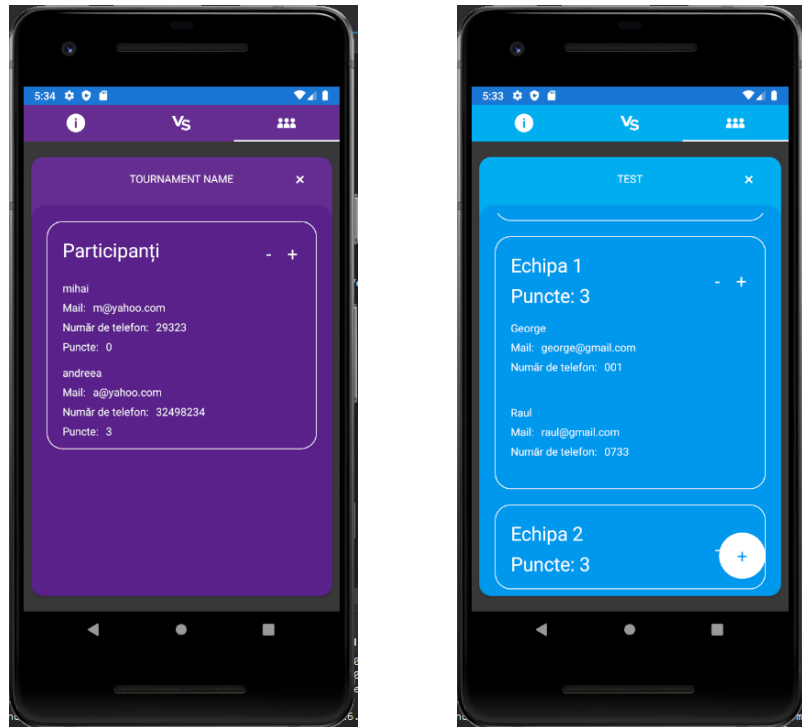 5:34
VS
TOURNAMENT NAME ×
Participanți - +
mihai
Mail: m@yahoo.com
Număr de telefon: 29323
Puncte: 0
andreea
Mail: a@yahoo.com
Număr de telefon: 32498234
Puncte: 3
5:33
VS
TEST ×
Echipa 1
Puncte: 3
- +
George
Mail: george@gmail.com
Număr de telefon: 001
Raul
Mail: raul@gmail.com
Număr de telefon: 0733
Echipa 2
Puncte: 3
- +